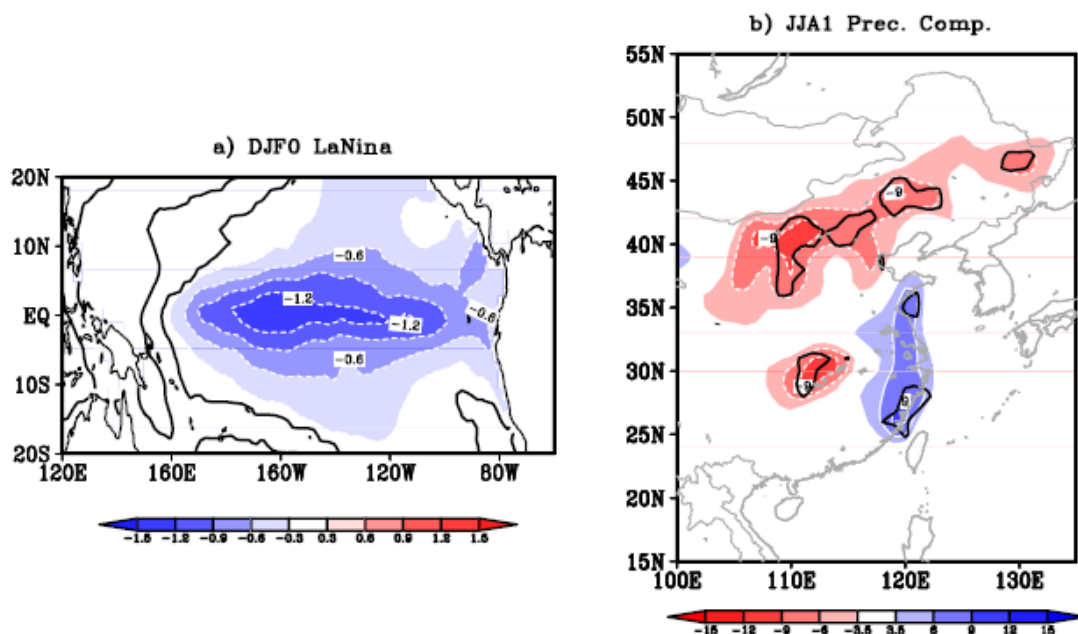 a) DJF0 LaNina
20N
10N
EQ
10S
20S
120E 160E 160W 120W 80W
-0.6
-1.2
-1.2
-0.6
-0.6
-1.5 -1.2 -0.9 -0.6 -0.3 0.3 0.6 0.9 1.2 1.5
b) JJA1 Prec. Comp.
55N
50N
45N
40N
35N
30N
25N
20N
15N
100E 110E 120E 130E
-9
-9
-9
9
-15 -12 -9 -6 -3.5 3.5 6 9 12 15